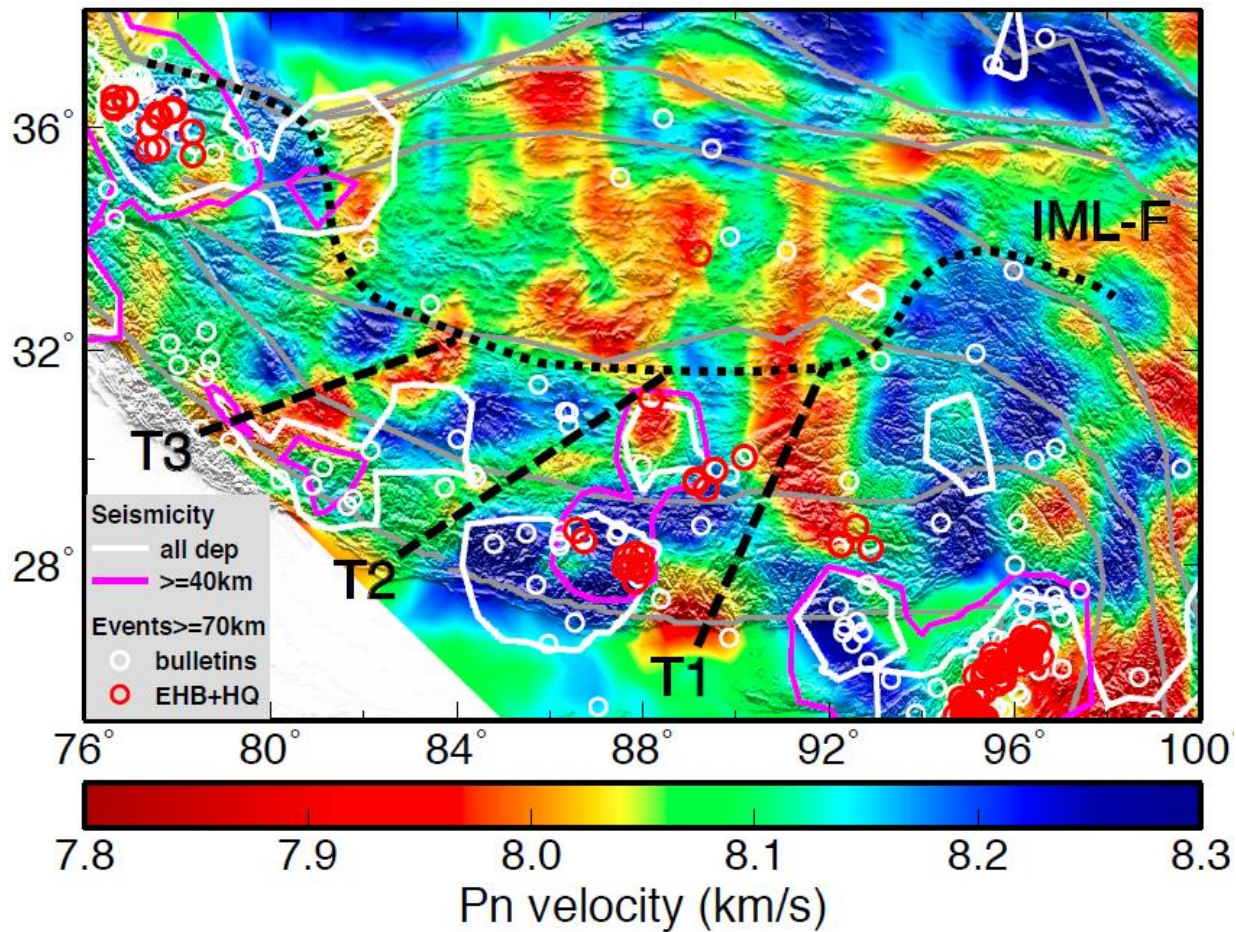 36°
32°
28°
IML-F
T3
T2
T1
Seismicity
all dep
>=40km
Events>=70km
bulletins
EHB+HQ
76° 80° 84° 88° 92° 96° 100°
7.8 7.9 8.0 8.1 8.2 8.3
Pn velocity (km/s)